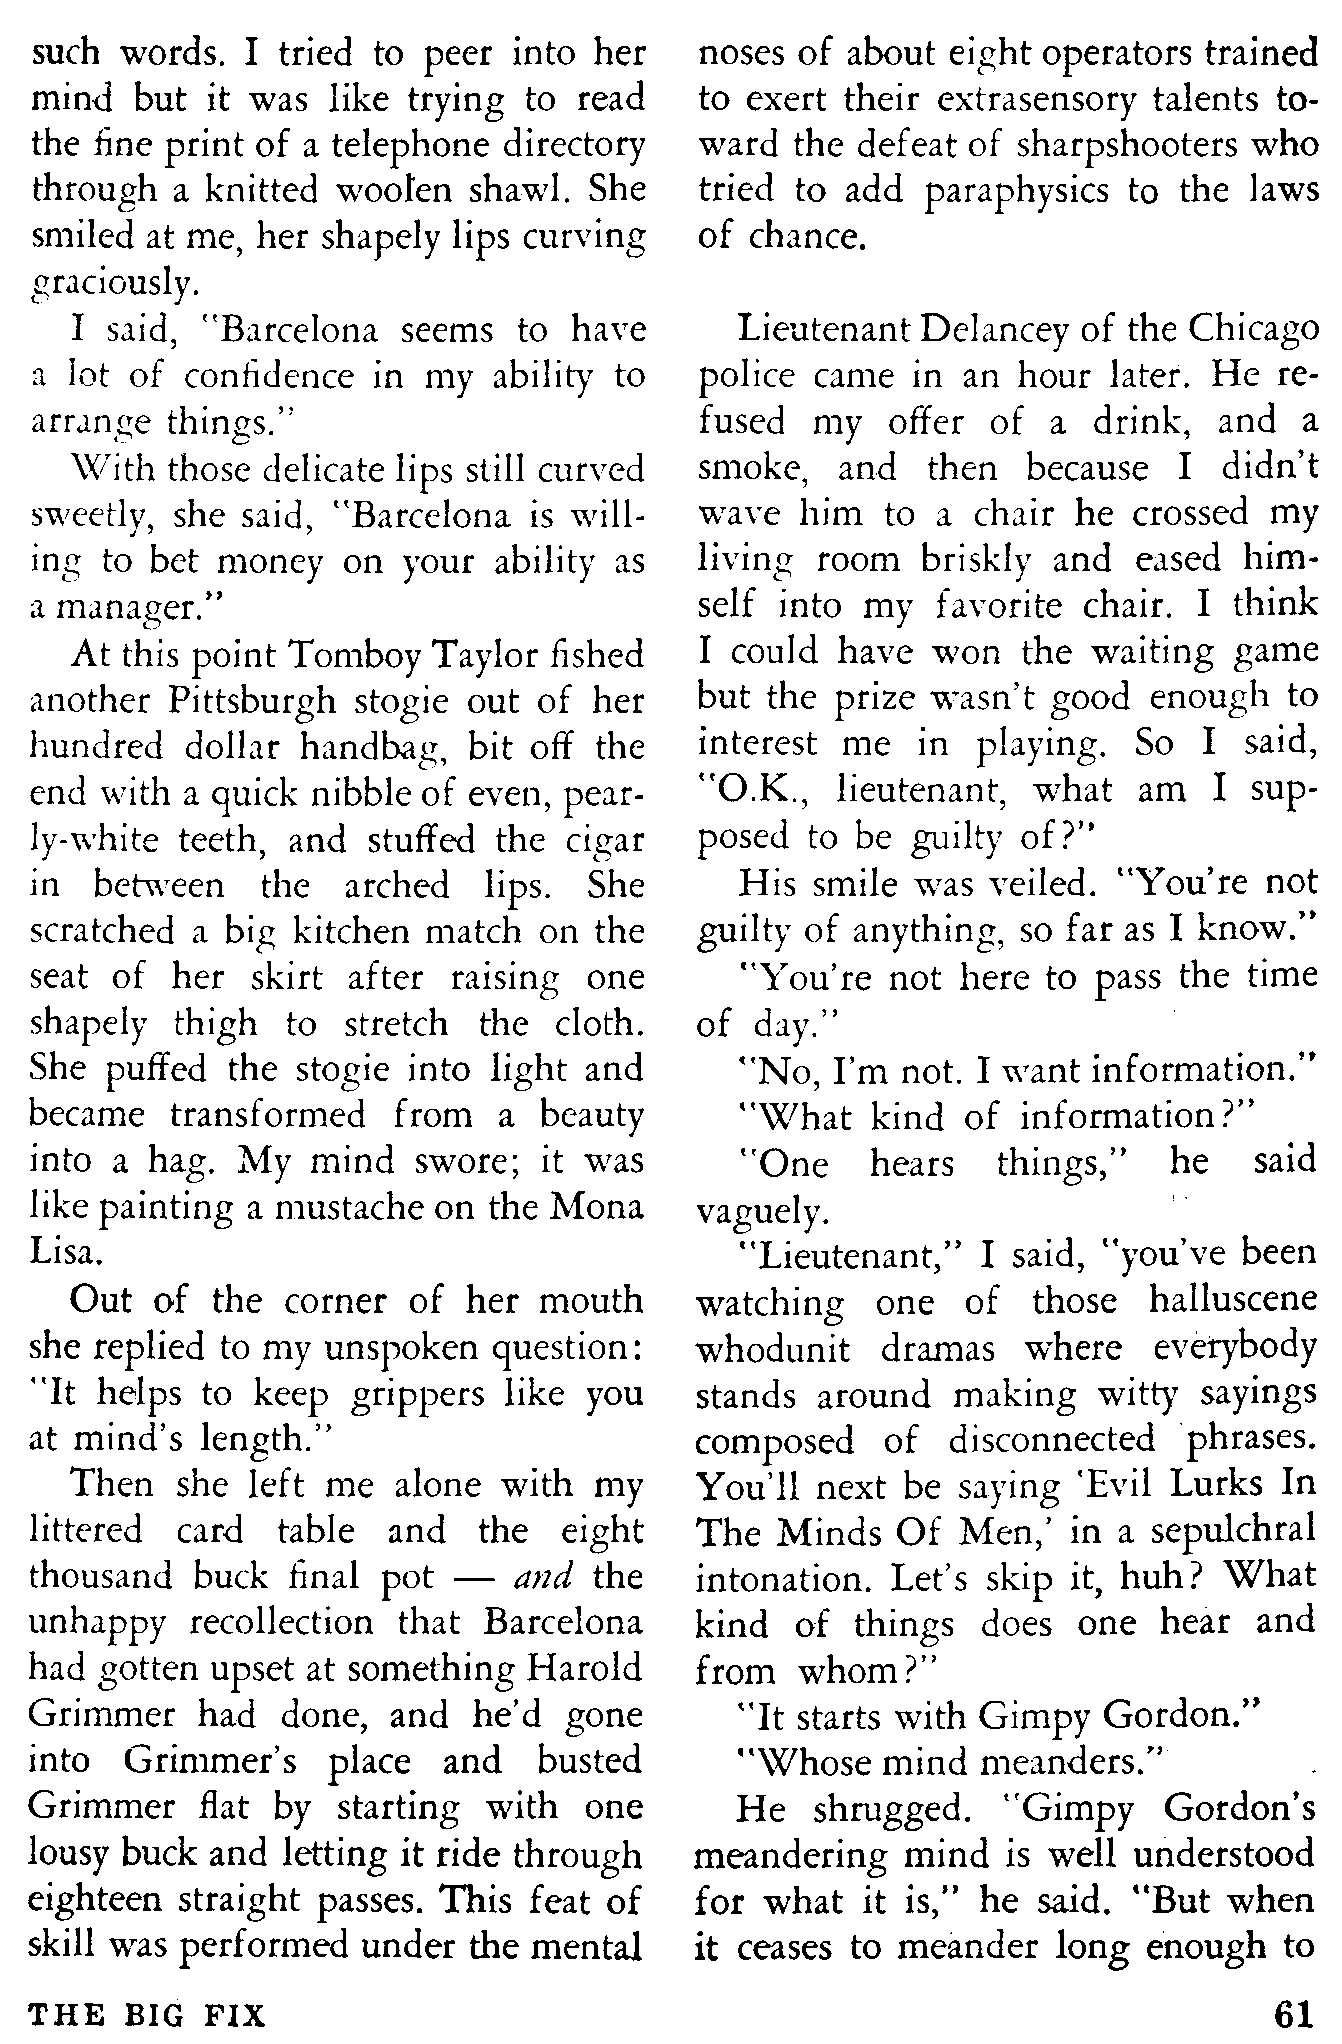 such words. I tried to peer into her
mind but it was like trying to read
the fine print of a telephone directory
through a knitted woolen shawl. She
smiled at me, her shapely lips curving
graciously.
I said, "Barcelona seems to have
a lot of confidence in my ability to
arrange things."
With those delicate lips still curved
sweetly, she said, "Barcelona is will-
ing to bet money on your ability as
a manager."
At this point Tomboy Taylor fished
another Pittsburgh stogie out of her
hundred dollar handbag, bit off the
end with a quick nibble of even, pear-
ly-white teeth, and stuffed the cigar
in between the arched lips. She
scratched a big kitchen match on the
seat of her skirt after raising one
shapely thigh to stretch the cloth.
She puffed the stogie into light and
became transformed from a beauty
into a hag. My mind swore; it was
like painting a mustache on the Mona
Lisa.
Out of the corner of her mouth
she replied to my unspoken question:
"It helps to keep grippers like you
at mind's length."
Then she left me alone with my
littered card table and the eight
thousand buck final pot — and the
unhappy recollection that Barcelona
had gotten upset at something Harold
Grimmer had done, and he'd gone
into Grimmer's place and busted
Grimmer flat by starting with one
lousy buck and letting it ride through
eighteen straight passes. This feat of
skill was performed under the mental
noses of about eight operators trained
to exert their extrasensory talents to-
ward the defeat of sharpshooters who
tried to add paraphysics to the laws
of chance.
Lieutenant Delancey of the Chicago
police came in an hour later. He re-
fused my offer of a drink, and a
smoke, and then because I didn't
wave him to a chair he crossed my
living room briskly and eased him-
self into my favorite chair. I think
I could have won the waiting game
but the prize wasn't good enough to
interest me in playing. So I said,
"O.K., lieutenant, what am I sup-
posed to be guilty of?"
His smile was veiled. "You're not
guilty of anything, so far as I know."
"You're not here to pass the time
of day."
"No, I'm not. I want information."
"What kind of information?"
"One hears things," he said
vaguely.
"Lieutenant," I said, "you've been
watching one of those halluscene
whodunit dramas where everybody
stands around making witty sayings
composed of disconnected phrases.
You'll next be saying 'Evil Lurks In
The Minds Of Men,' in a sepulchral
intonation. Let's skip it, huh? What
kind of things does one hear and
from whom?"
"It starts with Gimpy Gordon."
"Whose mind meanders."
He shrugged. "Gimpy Gordon's
meandering mind is well understood
for what it is," he said. "But when
it ceases to meander long enough to
THE BIG FIX
61